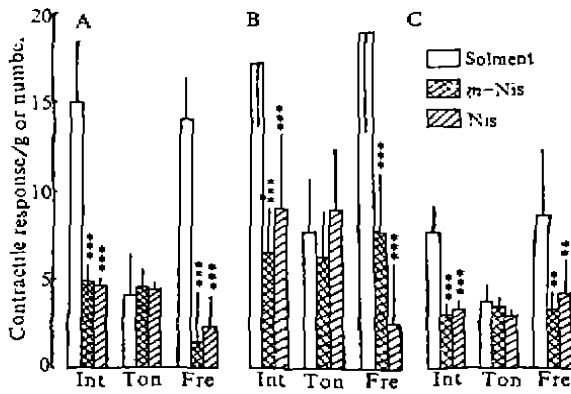 A
B
C
20
15
10
5
0
Contractile response/g or number
Solment
m-Nis
Nis
***
***
***
***
***
***
***
***
***
***
**
**
Int Ton Fre
Int Ton Fre
Int Ton Fre